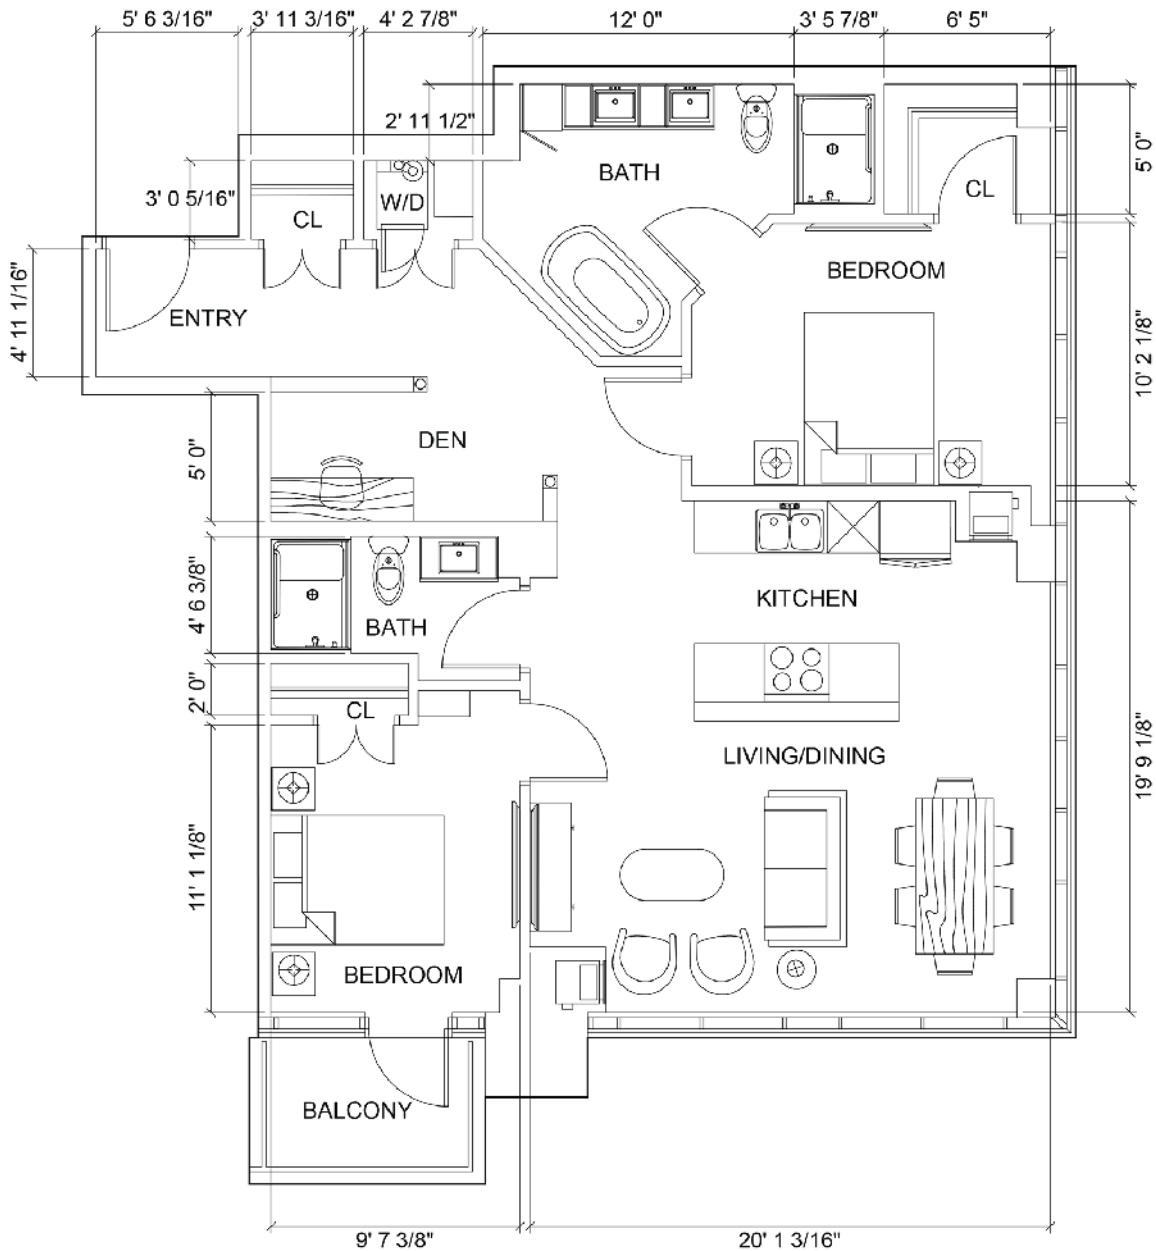 5' 6 3/16"
3' 11 3/16"
4' 2 7/8"
12' 0"
3' 5 7/8"
6' 5"
2' 11 1/2"
5' 0"
BATH
CL
W/D
3' 0 5/16"
CL
BEDROOM
4' 11 1/16"
ENTRY
10' 2 1/8"
DEN
5' 0"
KITCHEN
4' 6 3/8"
BATH
2' 0"
CL
LIVING/DINING
19' 9 1/8"
11' 1 1/8"
BEDROOM
BALCONY
9' 7 3/8"
20' 1 3/16"